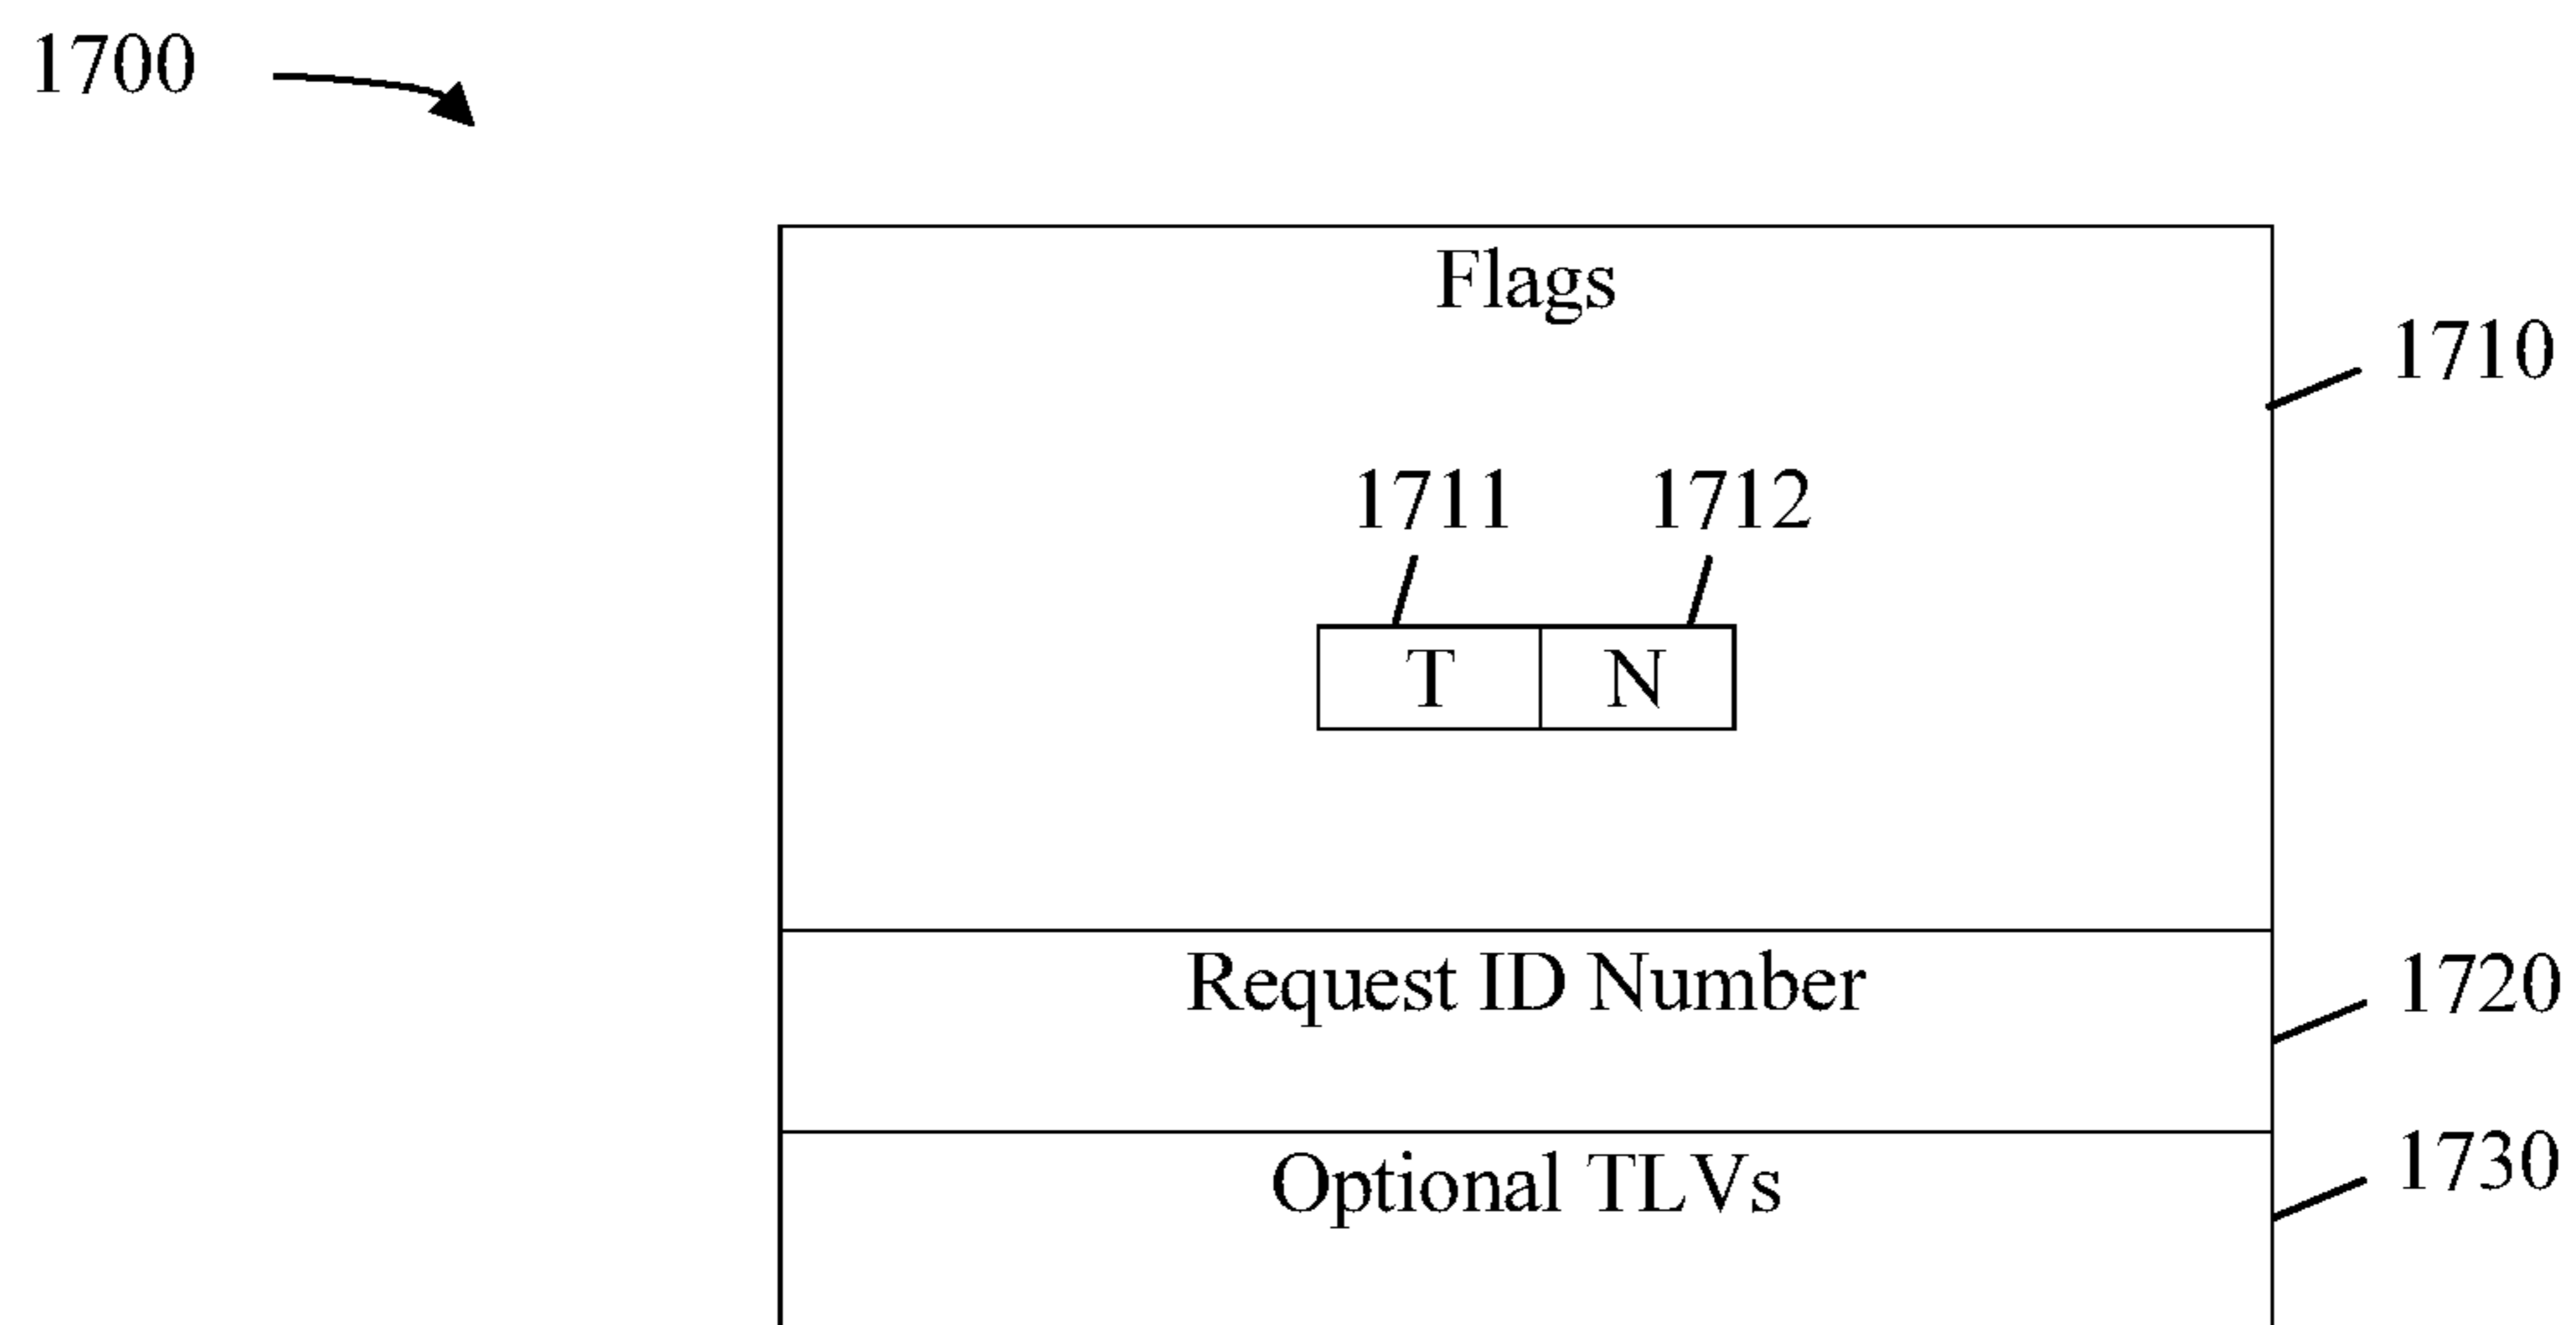 1700
Flags
1710
1711 1712
T N
Request ID Number
1720
Optional TLVs
1730